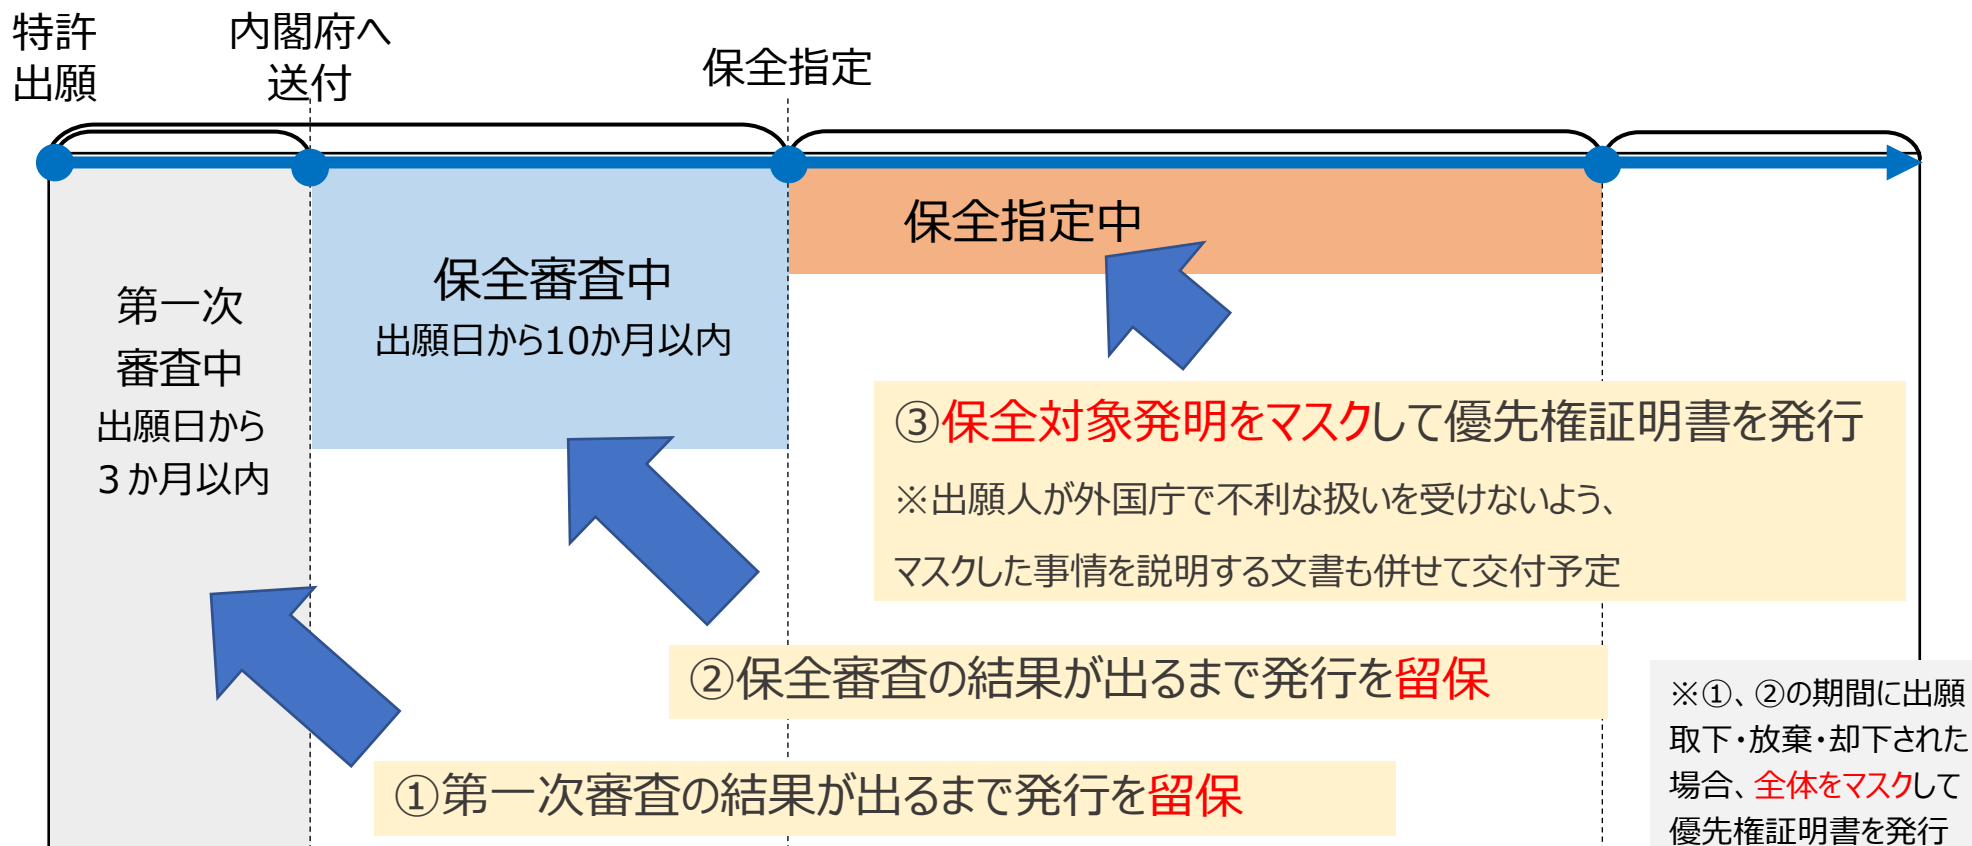 特許
出願
内閣府へ
送付
保全指定
保全指定中
保全審査中
出願日から10か月以内
第一次
審査中
出願日から
３か月以内
③保全対象発明をマスクして優先権証明書を発行
※出願人が外国庁で不利な扱いを受けないよう、
マスクした事情を説明する文書も併せて交付予定
②保全審査の結果が出るまで発行を留保
①第一次審査の結果が出るまで発行を留保
※①、②の期間に出願
取下・放棄・却下された
場合、全体をマスクして
優先権証明書を発行